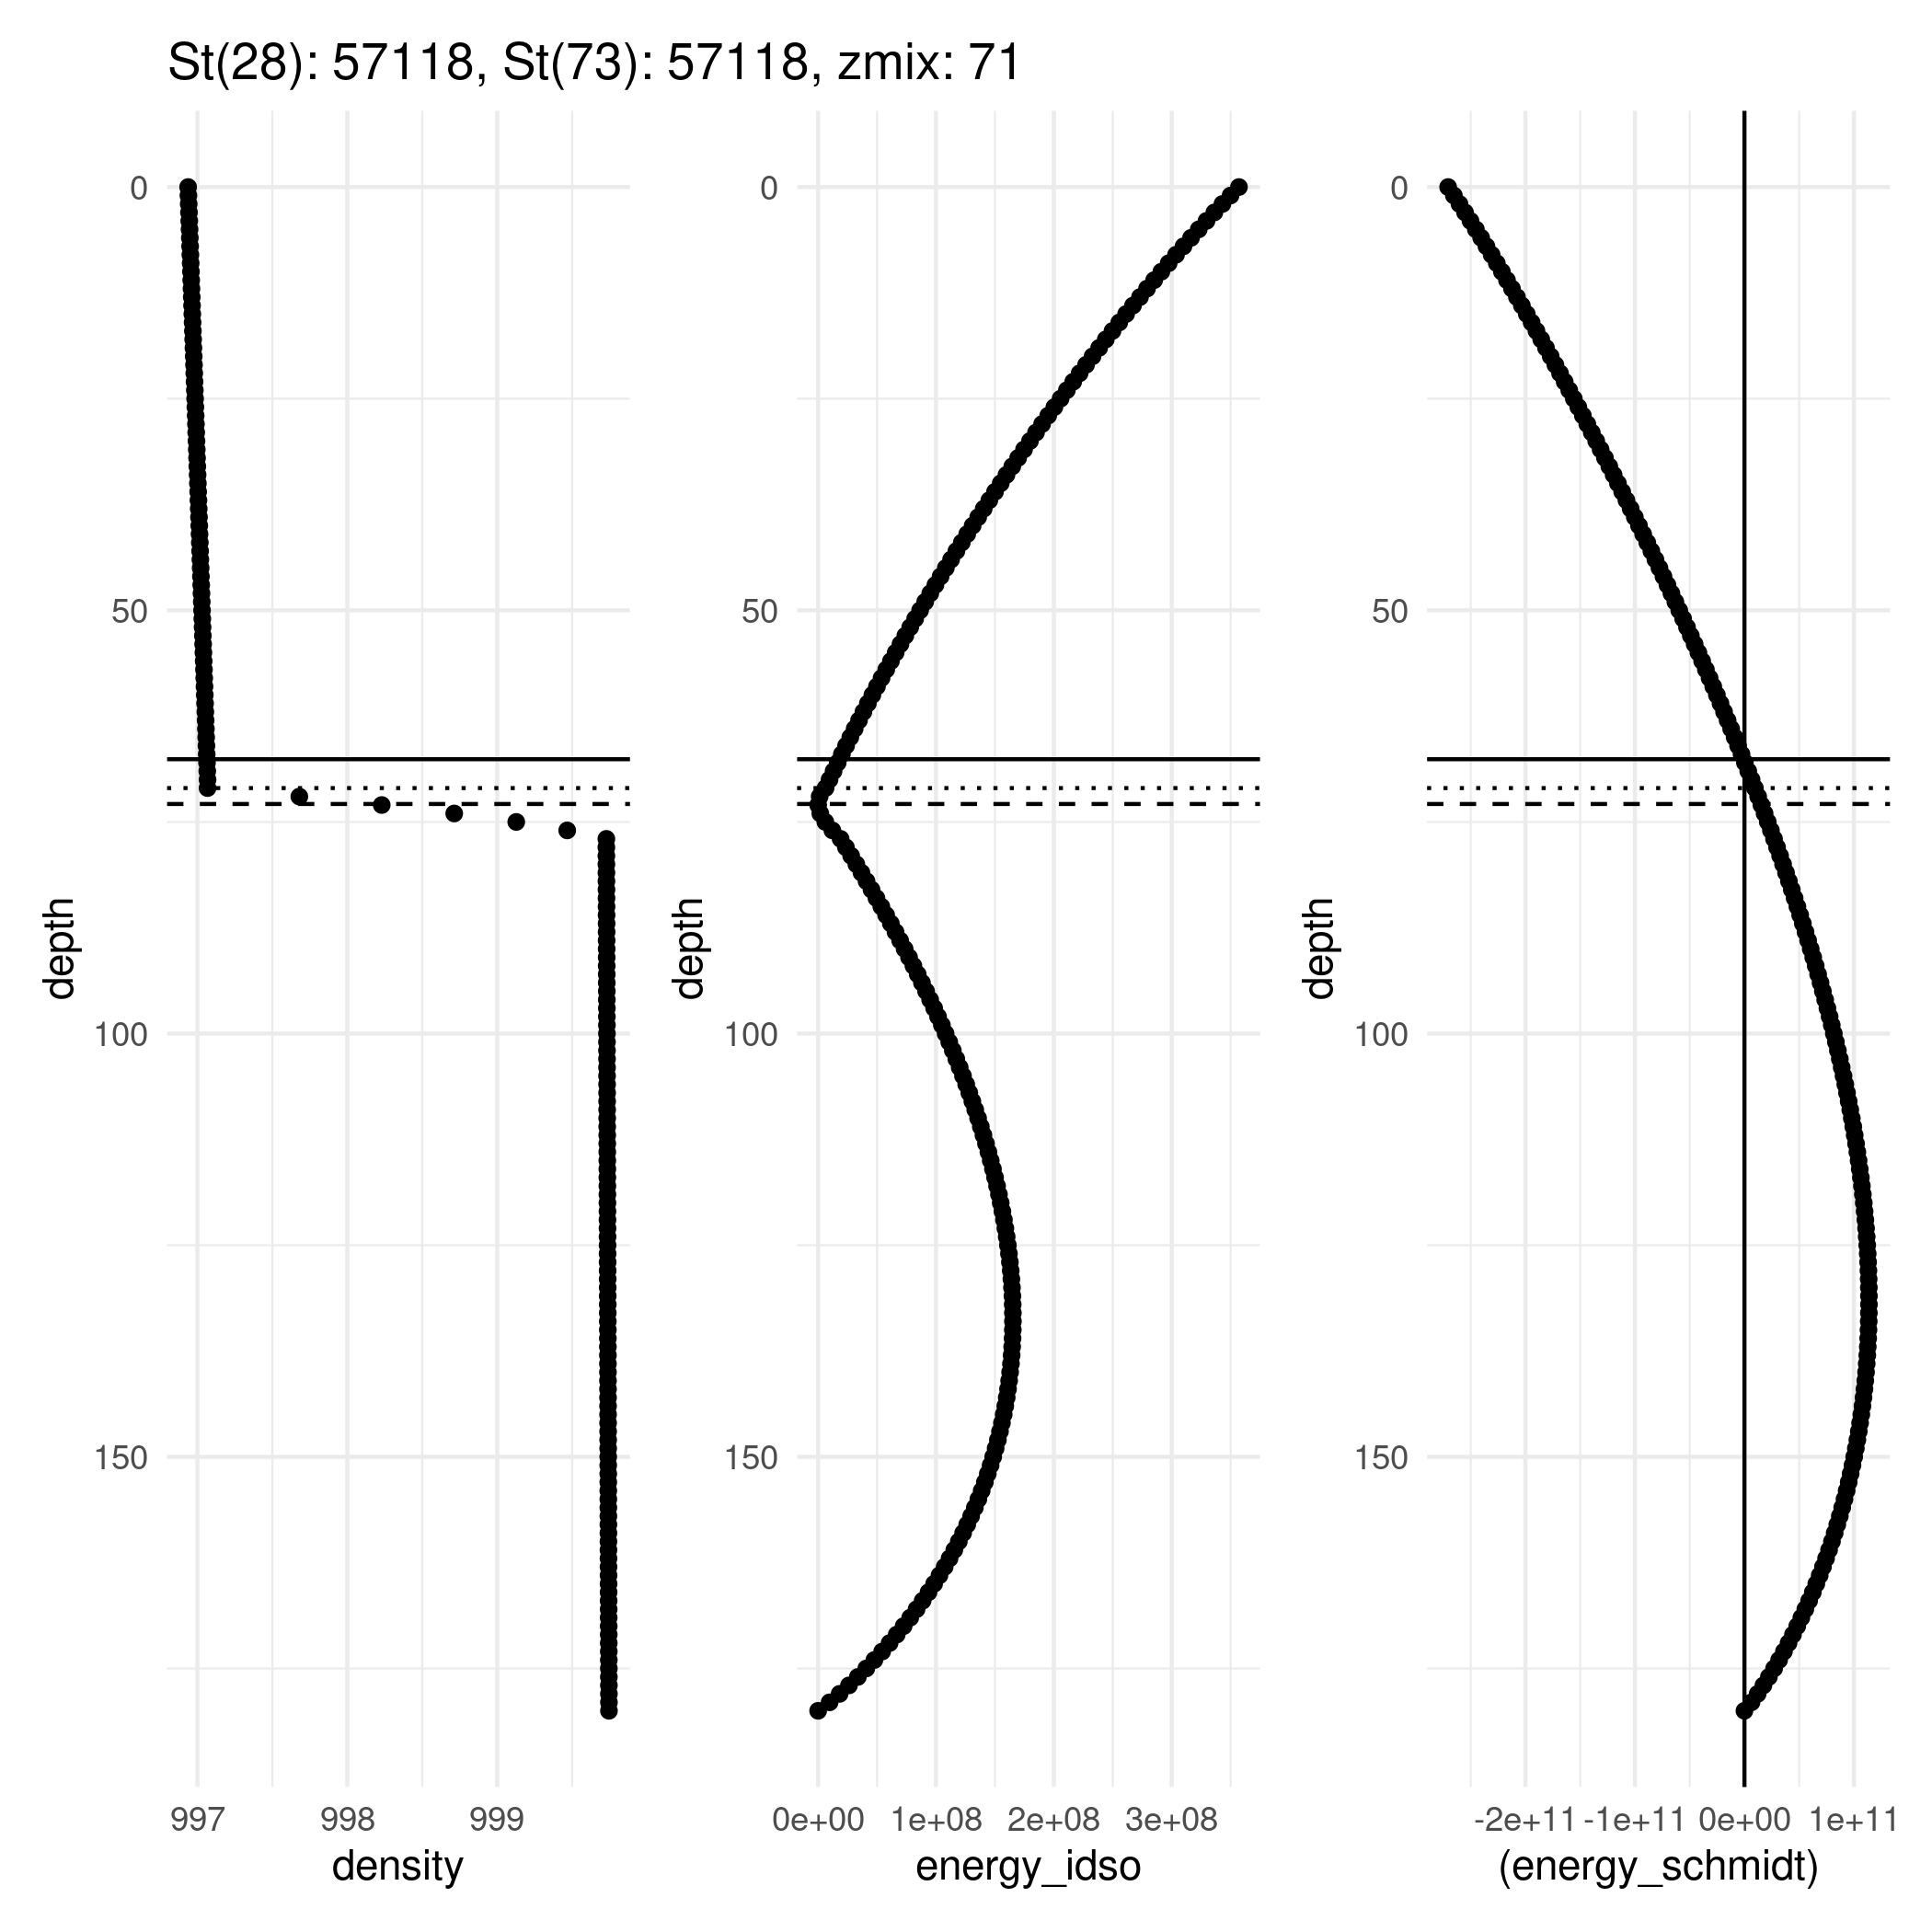 St(28): 57118, St(73): 57118, zmix: 71
0
50
100
150
depth
997 998 999
density
0
50
100
150
depth
0e+00 1e+08 2e+08 3e+08
energy_idso
0
50
100
150
depth
-2e+11 -1e+11 0e+00 1e+11
(energy_schmidt)